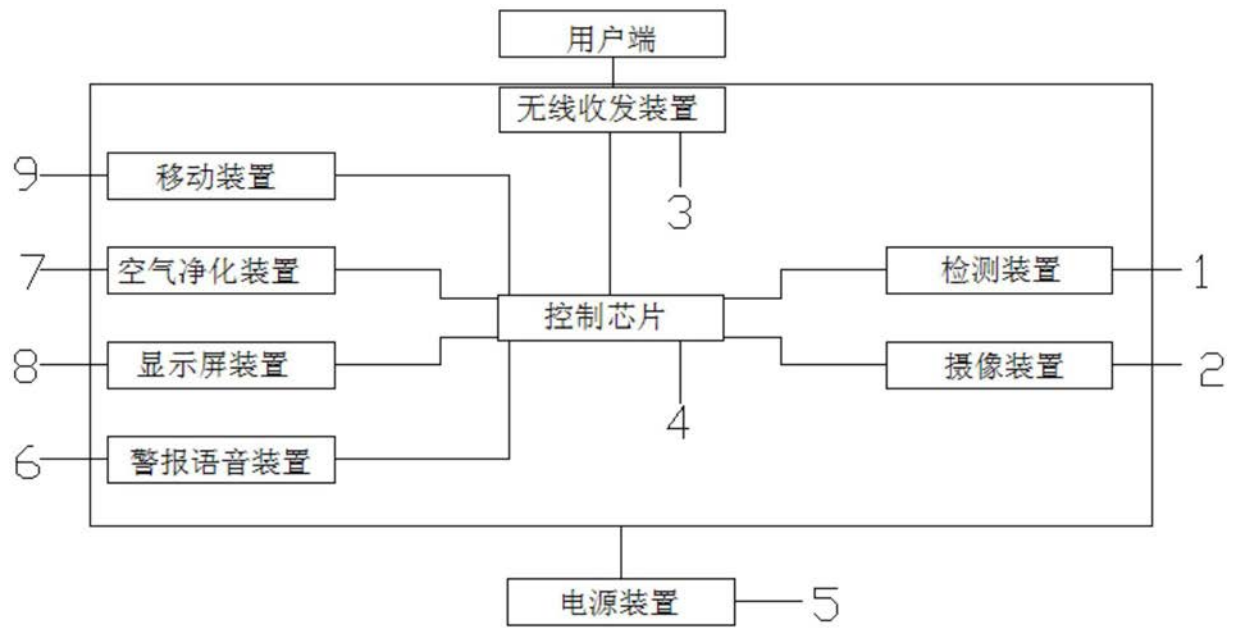 用户端
无线收发装置
9
移动装置
3
7
空气净化装置
检测装置
1
控制芯片
8
显示屏装置
摄像装置
2
4
6
警报语音装置
电源装置
5